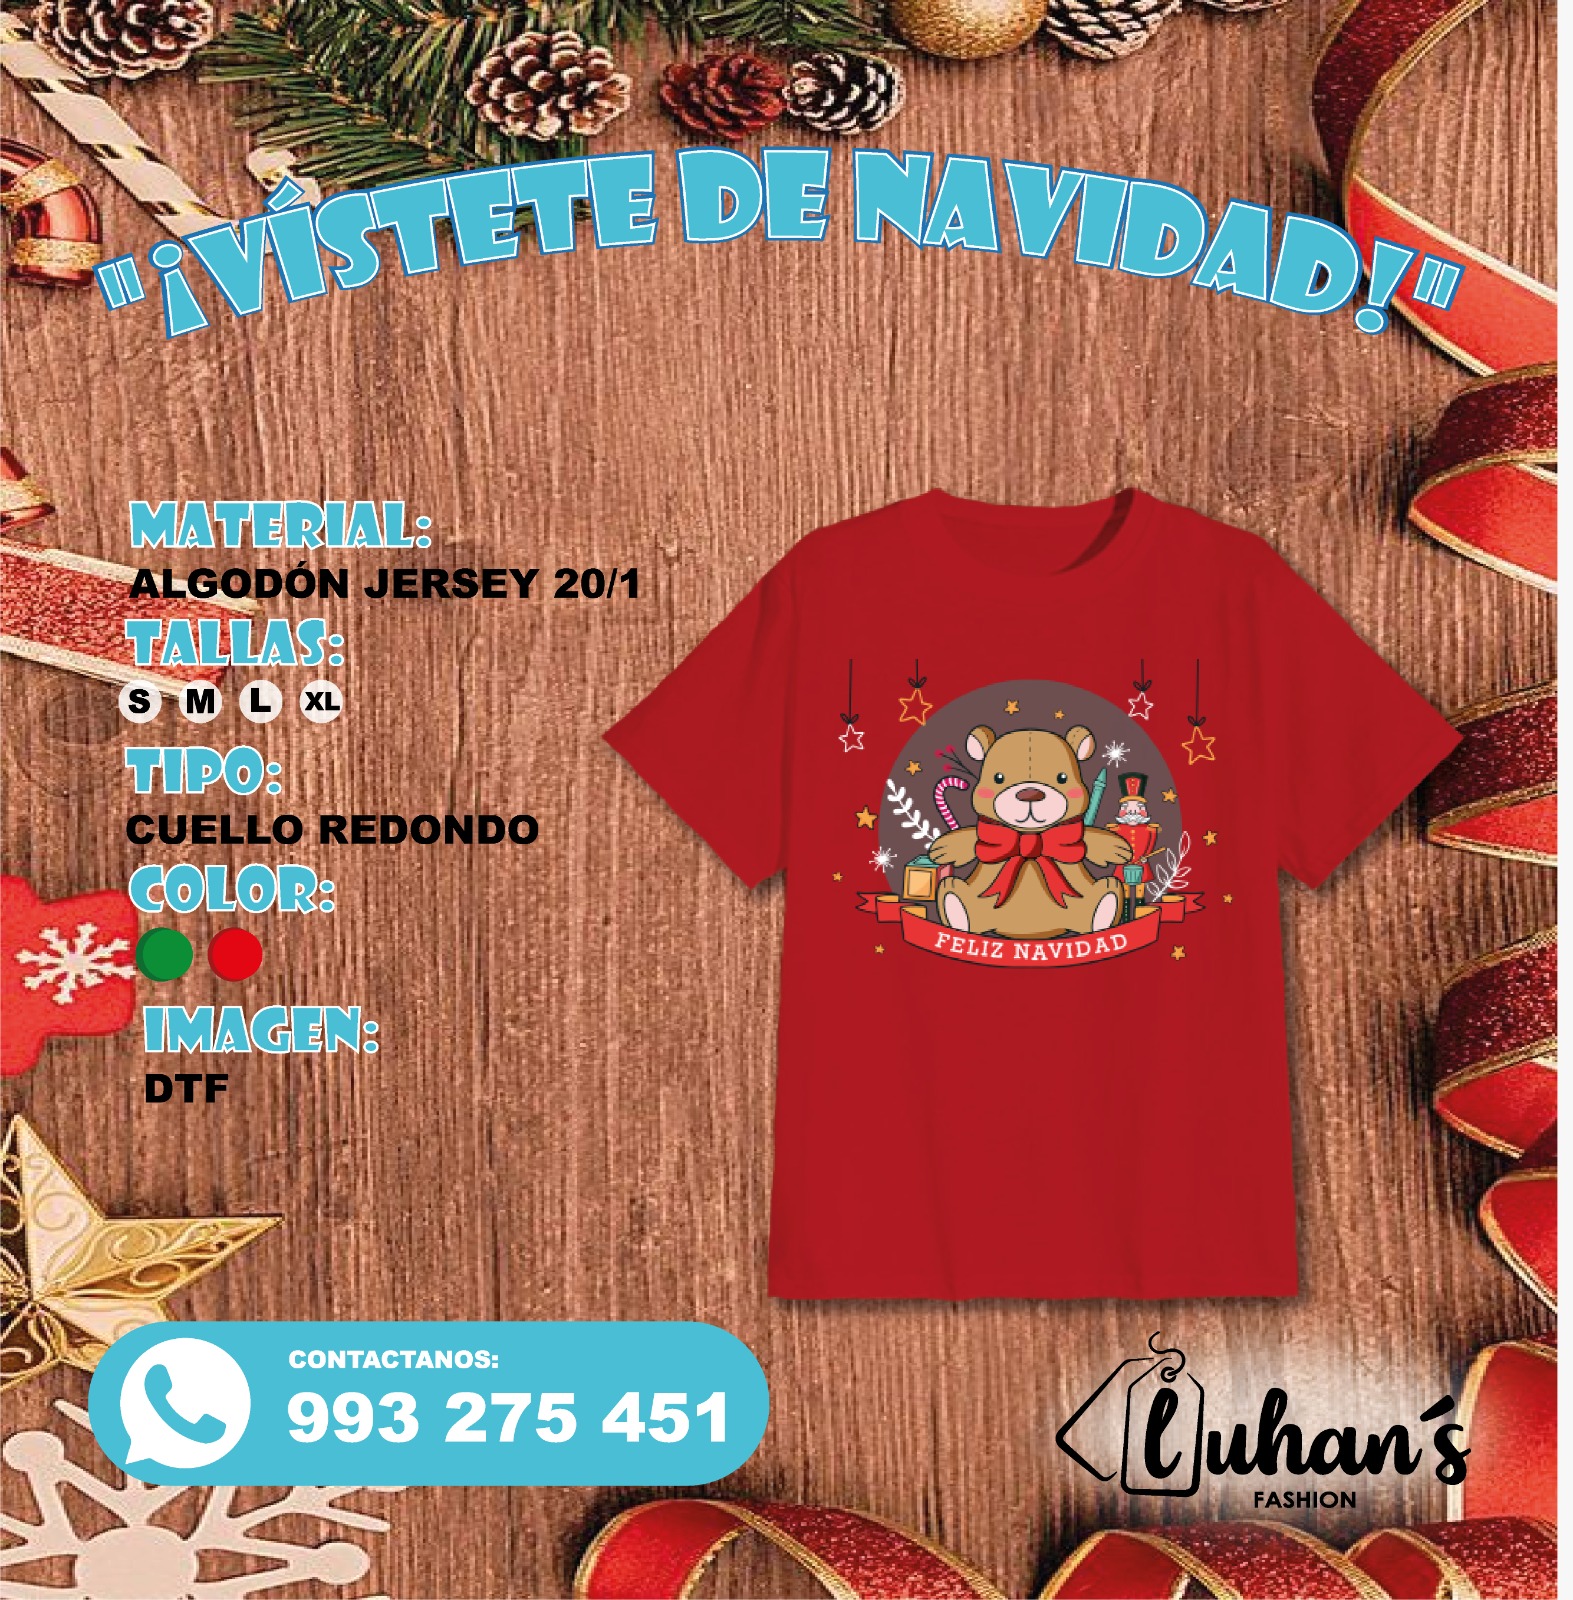 "¡VÍSTETE DE NAVIDAD!"
MATERIAL:
ALGODÓN JERSEY 20/1
TALLAS:
S M L XL
TIPO:
CUELLO REDONDO
COLOR:
IMAGEN:
DTF
FELIZ NAVIDAD
CONTACTANOS:
993 275 451
Luhan´s
FASHION